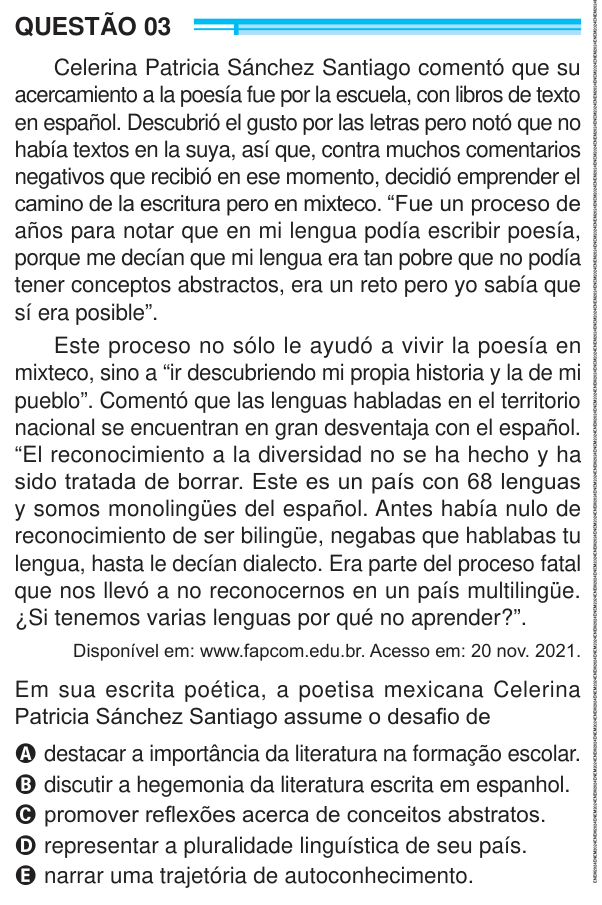 QUESTÃO 03
Celerina Patricia Sánchez Santiago comentó que su
acercamiento a la poesía fue por la escuela, con libros de texto
en español. Descubrió el gusto por las letras pero notó que no
había textos en la suya, así que, contra muchos comentarios
negativos que recibió en ese momento, decidió emprender el
camino de la escritura pero en mixteco. “Fue un proceso de
años para notar que en mi lengua podía escribir poesía,
porque me decían que mi lengua era tan pobre que no podía
tener conceptos abstractos, era un reto pero yo sabía que
sí era posible”.
Este proceso no sólo le ayudó a vivir la poesía en
mixteco, sino a “ir descubriendo mi propia historia y la de mi
pueblo”. Comentó que las lenguas habladas en el territorio
nacional se encuentran en gran desventaja con el español.
“El reconocimiento a la diversidad no se ha hecho y ha
sido tratada de borrar. Este es un país con 68 lenguas
y somos monolingües del español. Antes había nulo de
reconocimiento de ser bilingüe, negabas que hablabas tu
lengua, hasta le decían dialecto. Era parte del proceso fatal
que nos llevó a no reconocernos en un país multilingüe.
¿Si tenemos varias lenguas por qué no aprender?”.
Disponível em: www.fapcom.edu.br. Acesso em: 20 nov. 2021.
Em sua escrita poética, a poetisa mexicana Celerina
Patricia Sánchez Santiago assume o desafio de
A destacar a importância da literatura na formação escolar.
B discutir a hegemonia da literatura escrita em espanhol.
C promover reflexões acerca de conceitos abstratos.
D representar a pluralidade linguística de seu país.
E narrar uma trajetória de autoconhecimento.